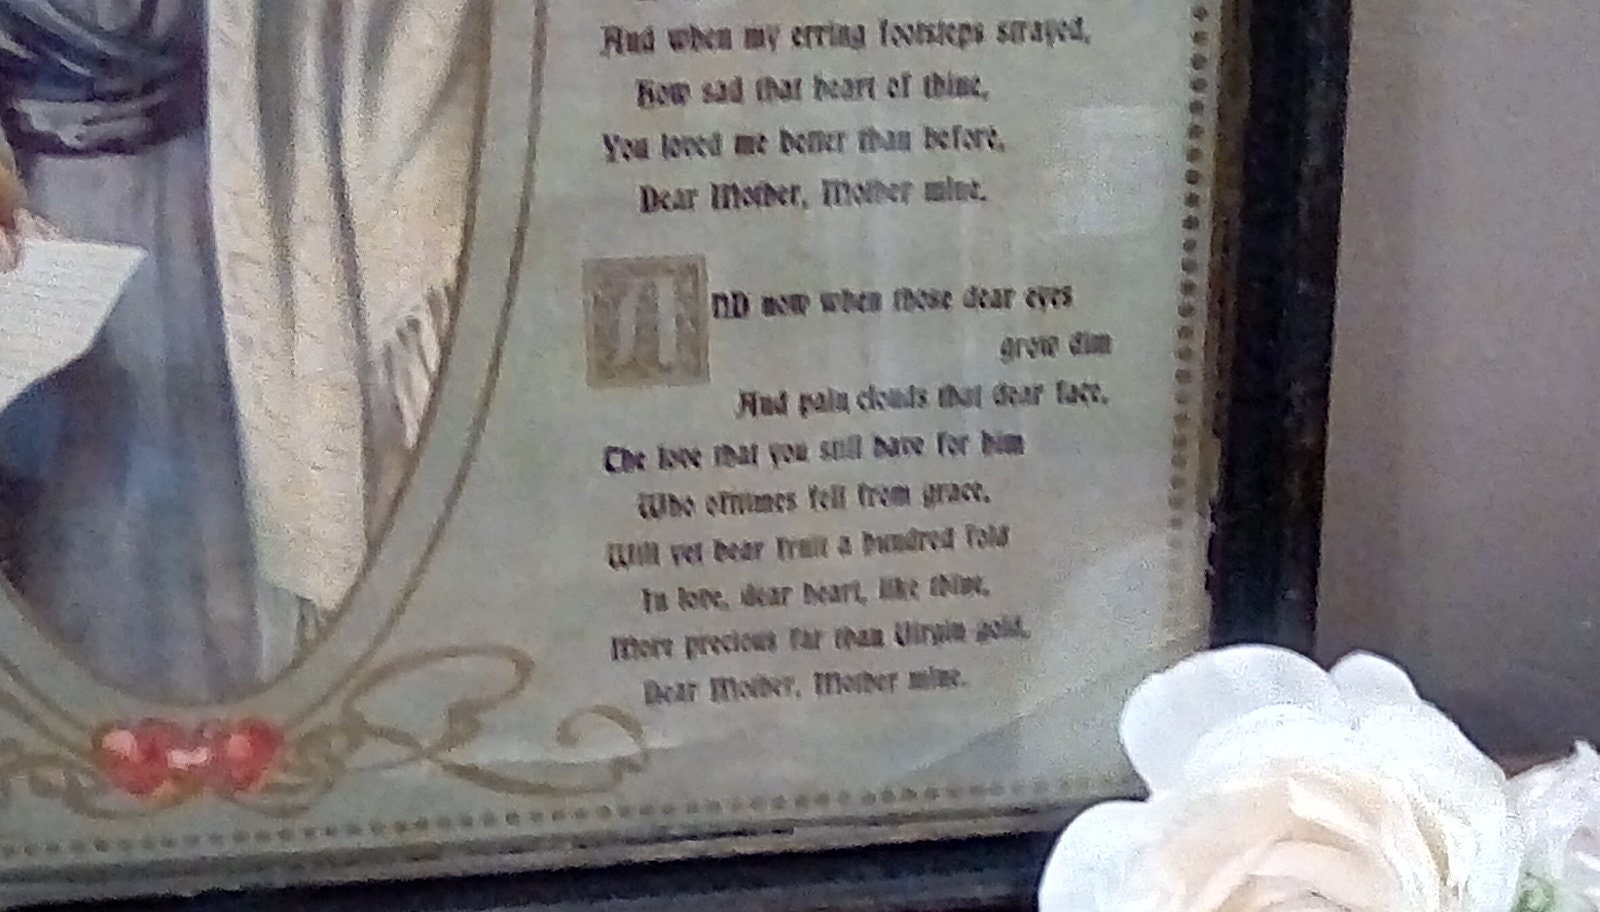 And when my erring footsteps strayed,
How sad that heart of thine,
You loved me better than before,
Dear Mother, Mother mine.
AND now when those dear eyes
grow dim
And pain clouds that dear face,
The love that you still have for him
Who ofttimes fell from grace,
Will yet bear fruit a hundred fold
In love, dear heart, like thine,
More precious far than Virgin gold,
Dear Mother, Mother mine.